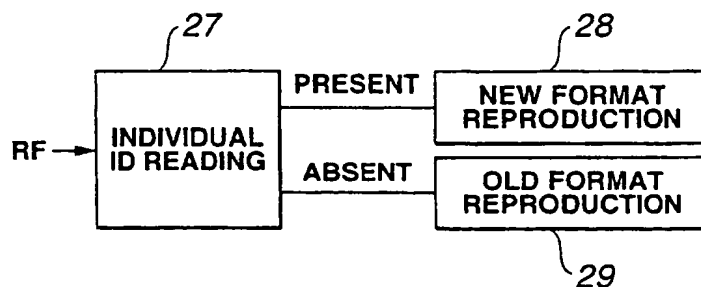 27
28
PRESENT
NEW FORMAT
REPRODUCTION
RF
INDIVIDUAL
ID READING
ABSENT
OLD FORMAT
REPRODUCTION
29